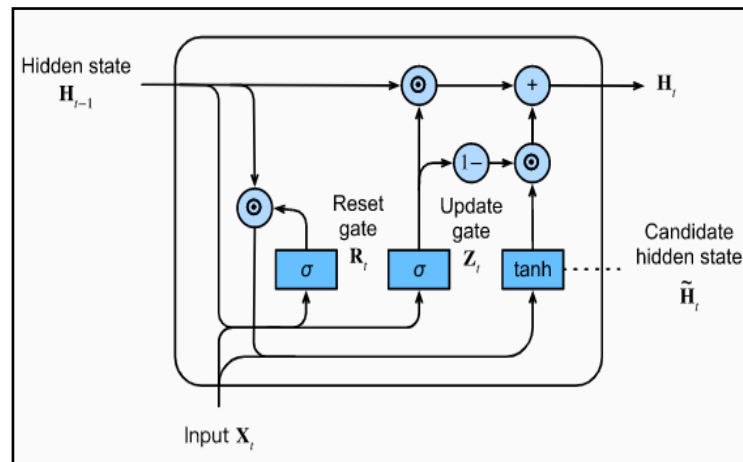 Hidden state
H_{t−1}
⊙
+
H_t
1−
⊙
⊙
Reset
gate
R_t
Update
gate
Z_t
Candidate
hidden state
H̃_t
σ
σ
tanh
Input X_t